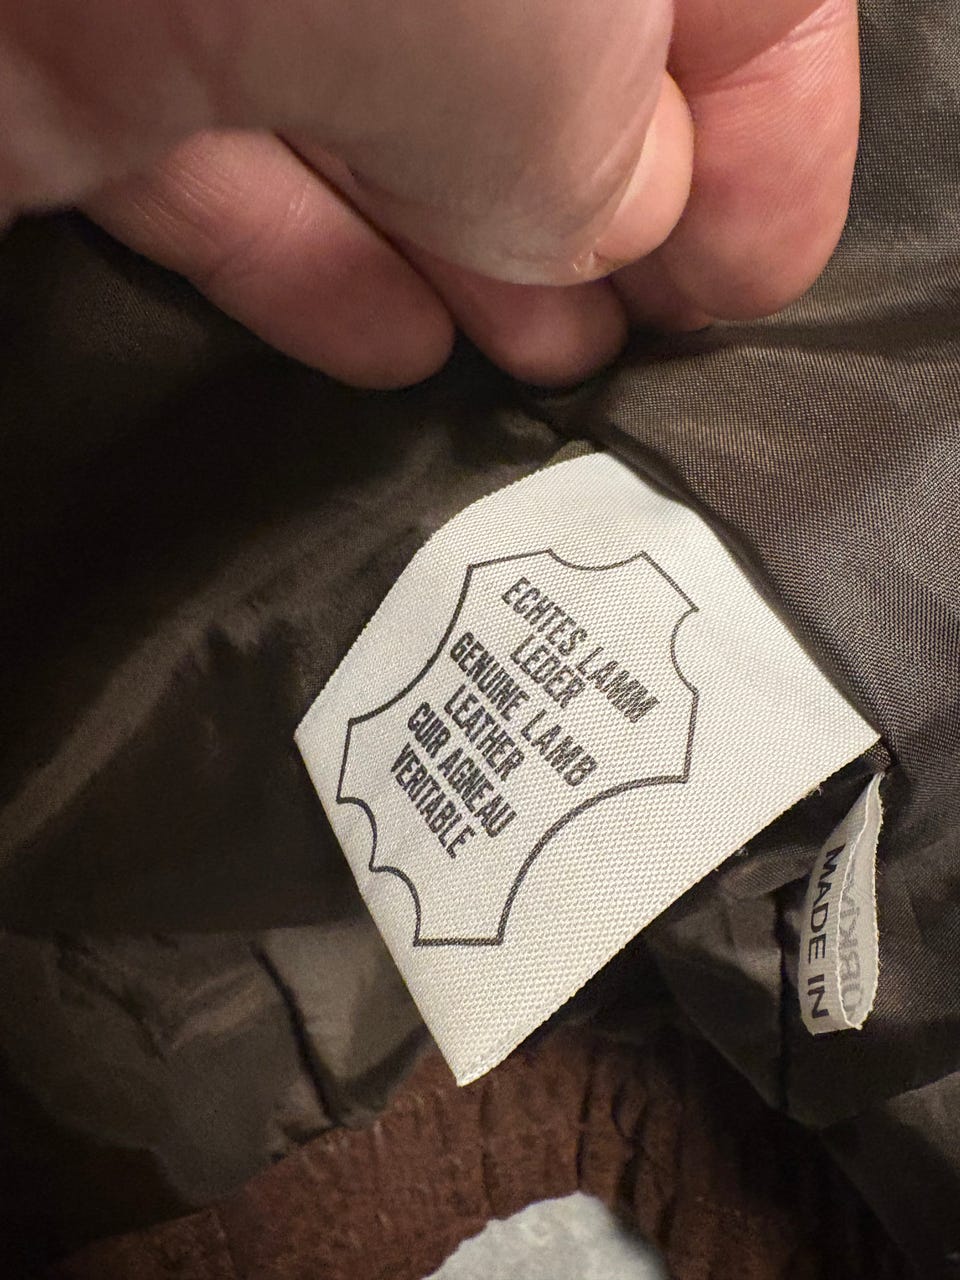 ECHTES LAMM
LEDER
GENUINE LAMB
LEATHER
CUIR AGNEAU
VERITABLE
MADE IN